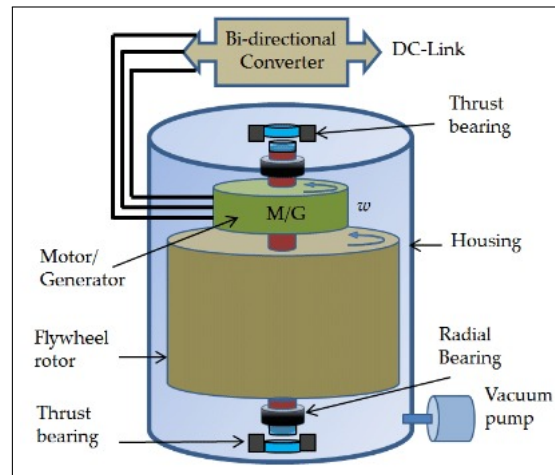 Bi-directional
Converter
DC-Link
Thrust
bearing
M/G
w
Motor/
Generator
Housing
Flywheel
rotor
Radial
Bearing
Thrust
bearing
Vacuum
pump